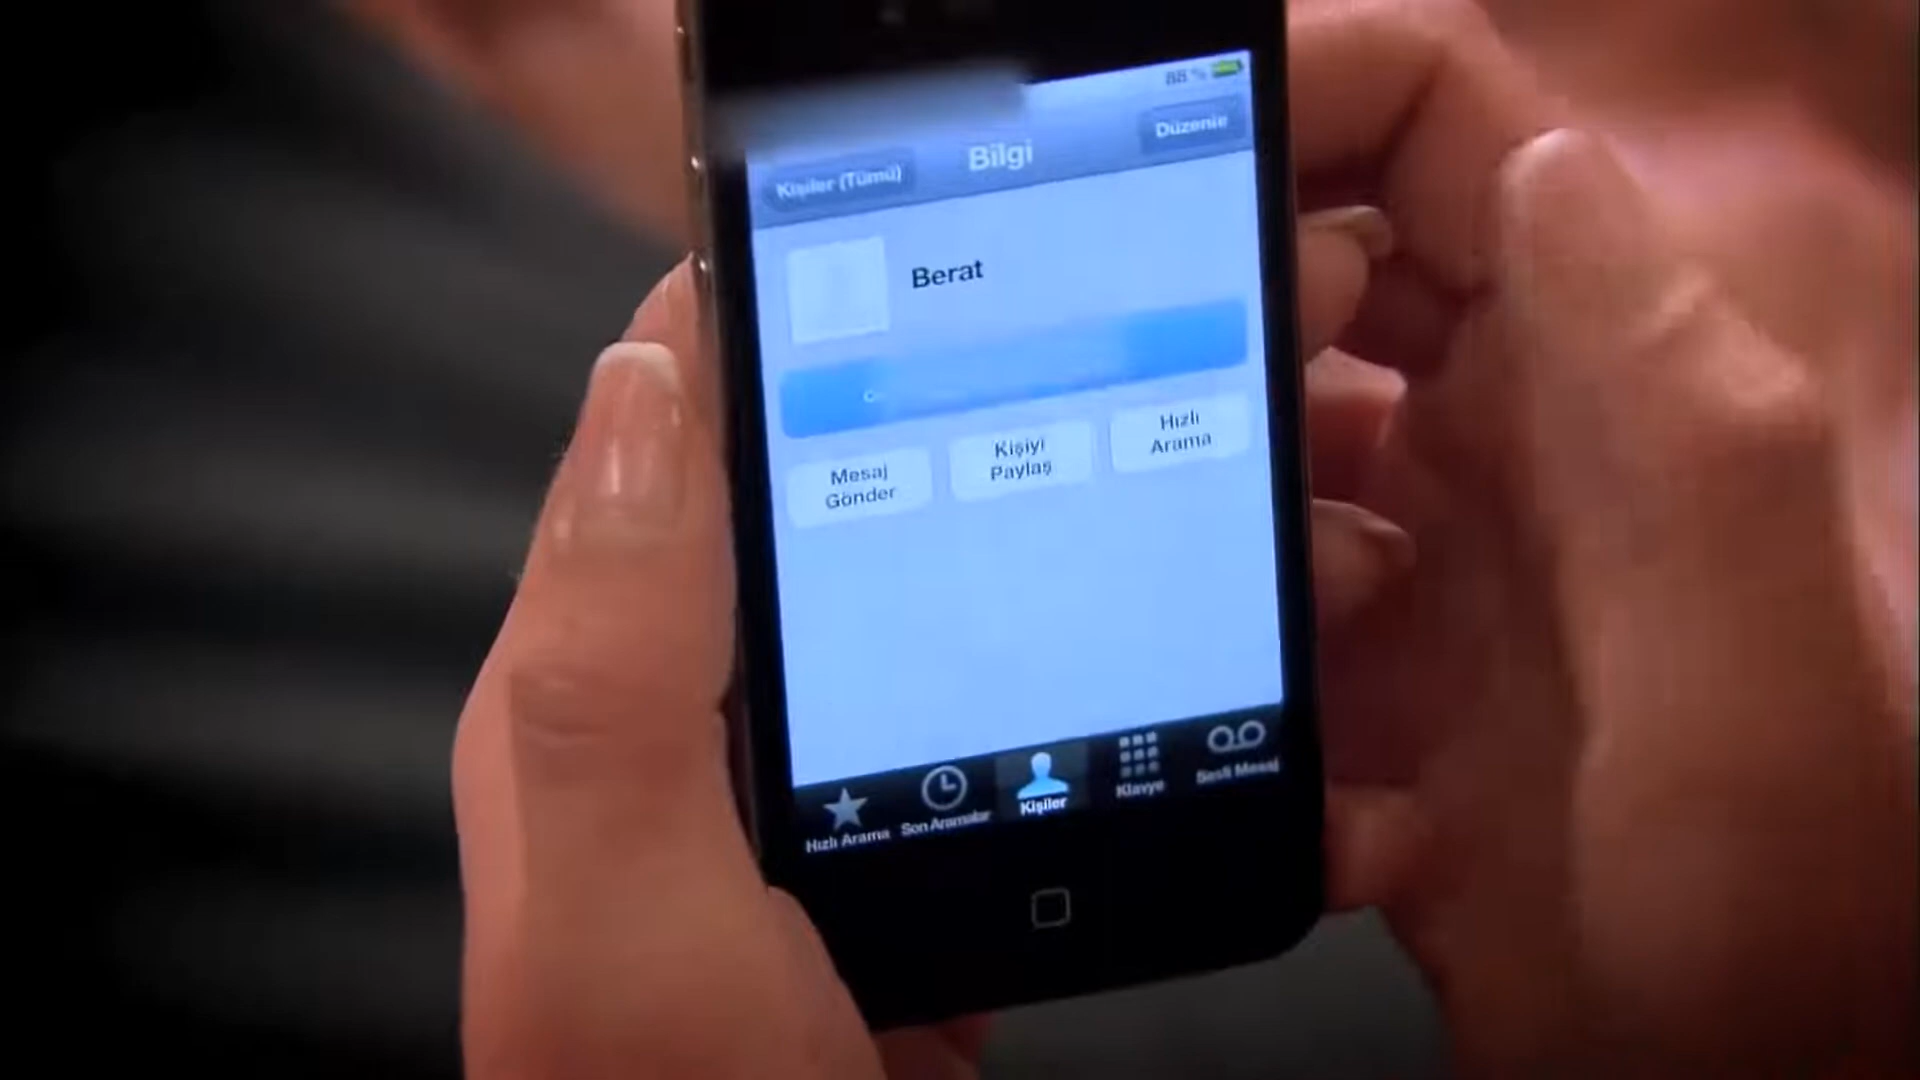 88 %
Kişiler (Tümü)
Bilgi
Düzenle
Berat
Mesaj
Gönder
Kişiyi
Paylaş
Hızlı
Arama
Hızlı Arama
Son Aramalar
Kişiler
Klavye
Sesli Mesaj